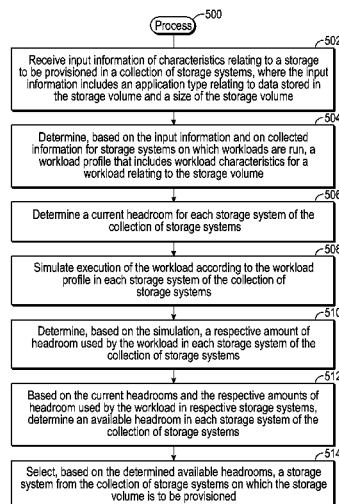 500
Process
502
Receive input information of characteristics relating to a storage
to be provisioned in a collection of storage systems, where the input
information includes an application type relating to data stored in
the storage volume and a size of the storage volume
504
Determine, based on the input information and on collected
information for storage systems on which workloads are run, a
workload profile that includes workload characteristics for a
workload relating to the storage volume
506
Determine a current headroom for each storage system of the
collection of storage systems
508
Simulate execution of the workload according to the workload
profile in each storage system of the collection of
storage systems
510
Determine, based on the simulation, a respective amount of
headroom used by the workload in each storage system of the
collection of storage systems
512
Based on the current headrooms and the respective amounts of
headroom used by the workload in respective storage systems,
determine an available headroom in each storage system of the
collection of storage systems
514
Select, based on the determined available headrooms, a storage
system from the collection of storage systems on which the storage
volume is to be provisioned